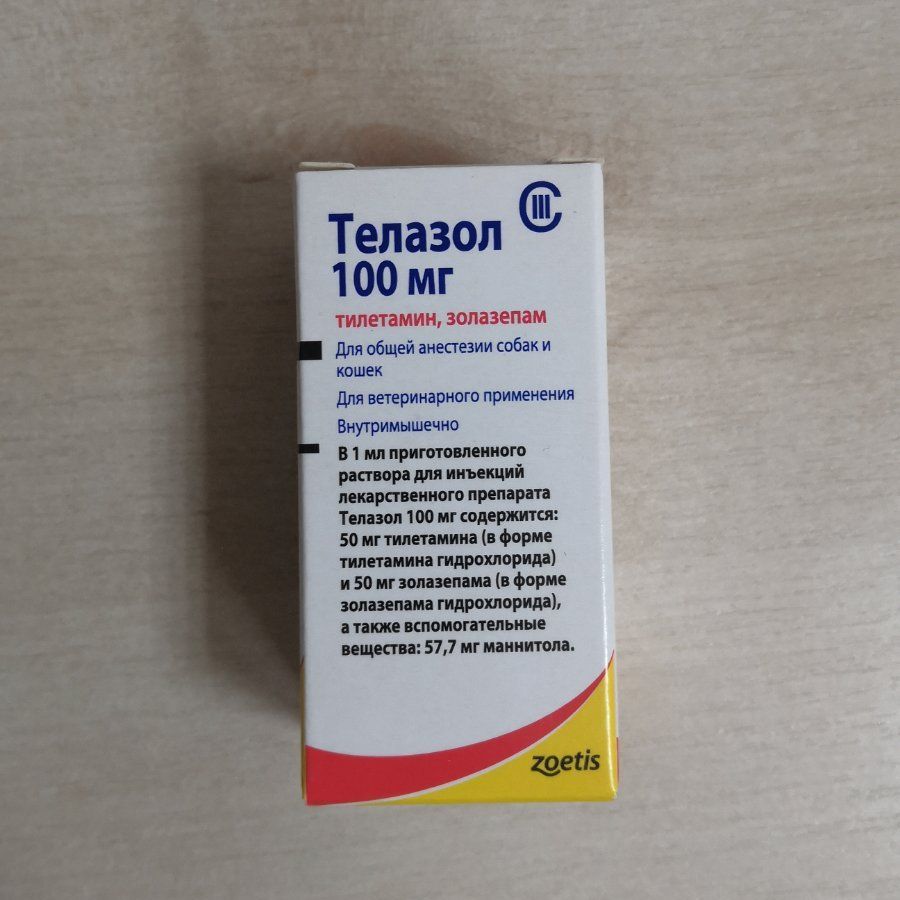 Телазол
CIII
100 мг
тилетамин, золазепам
Для общей анестезии собак и
кошек
Для ветеринарного применения
Внутримышечно
В 1 мл приготовленного
раствора для инъекций
лекарственного препарата
Телазол 100 мг содержится:
50 мг тилетамина (в форме
тилетамина гидрохлорида)
и 50 мг золазепама (в форме
золазепама гидрохлорида),
а также вспомогательные
вещества: 57,7 мг маннитола.
zoetis